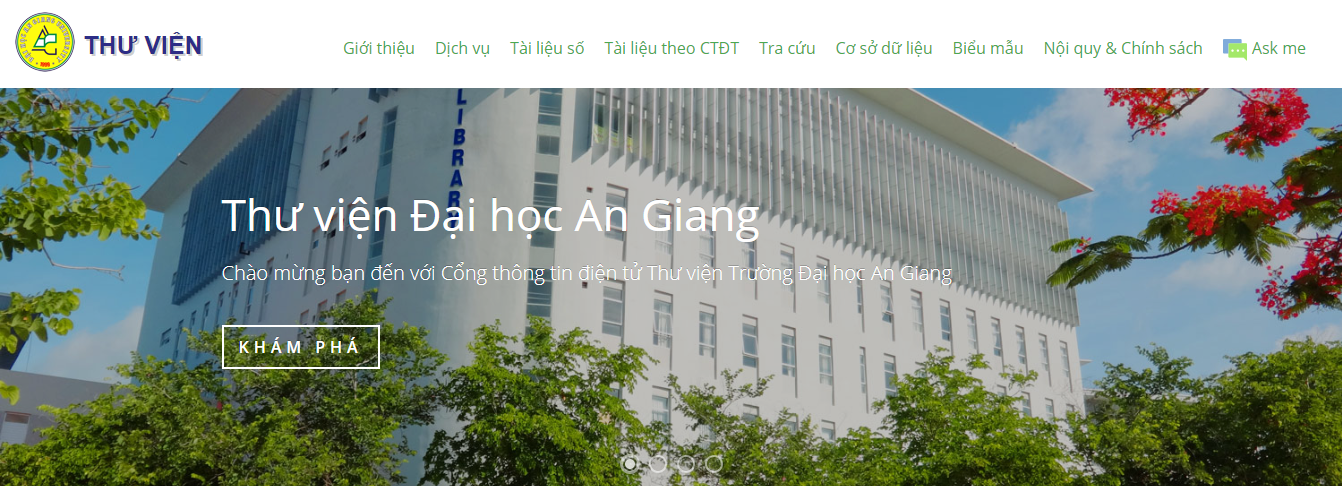 THƯ VIỆN
Giới thiệu Dịch vụ Tài liệu số Tài liệu theo CTĐT Tra cứu Cơ sở dữ liệu Biểu mẫu Nội quy & Chính sách Ask me
LIBRARY
Thư viện Đại học An Giang
Chào mừng bạn đến với Cổng thông tin điện tử Thư viện Trường Đại học An Giang
KHÁM PHÁ